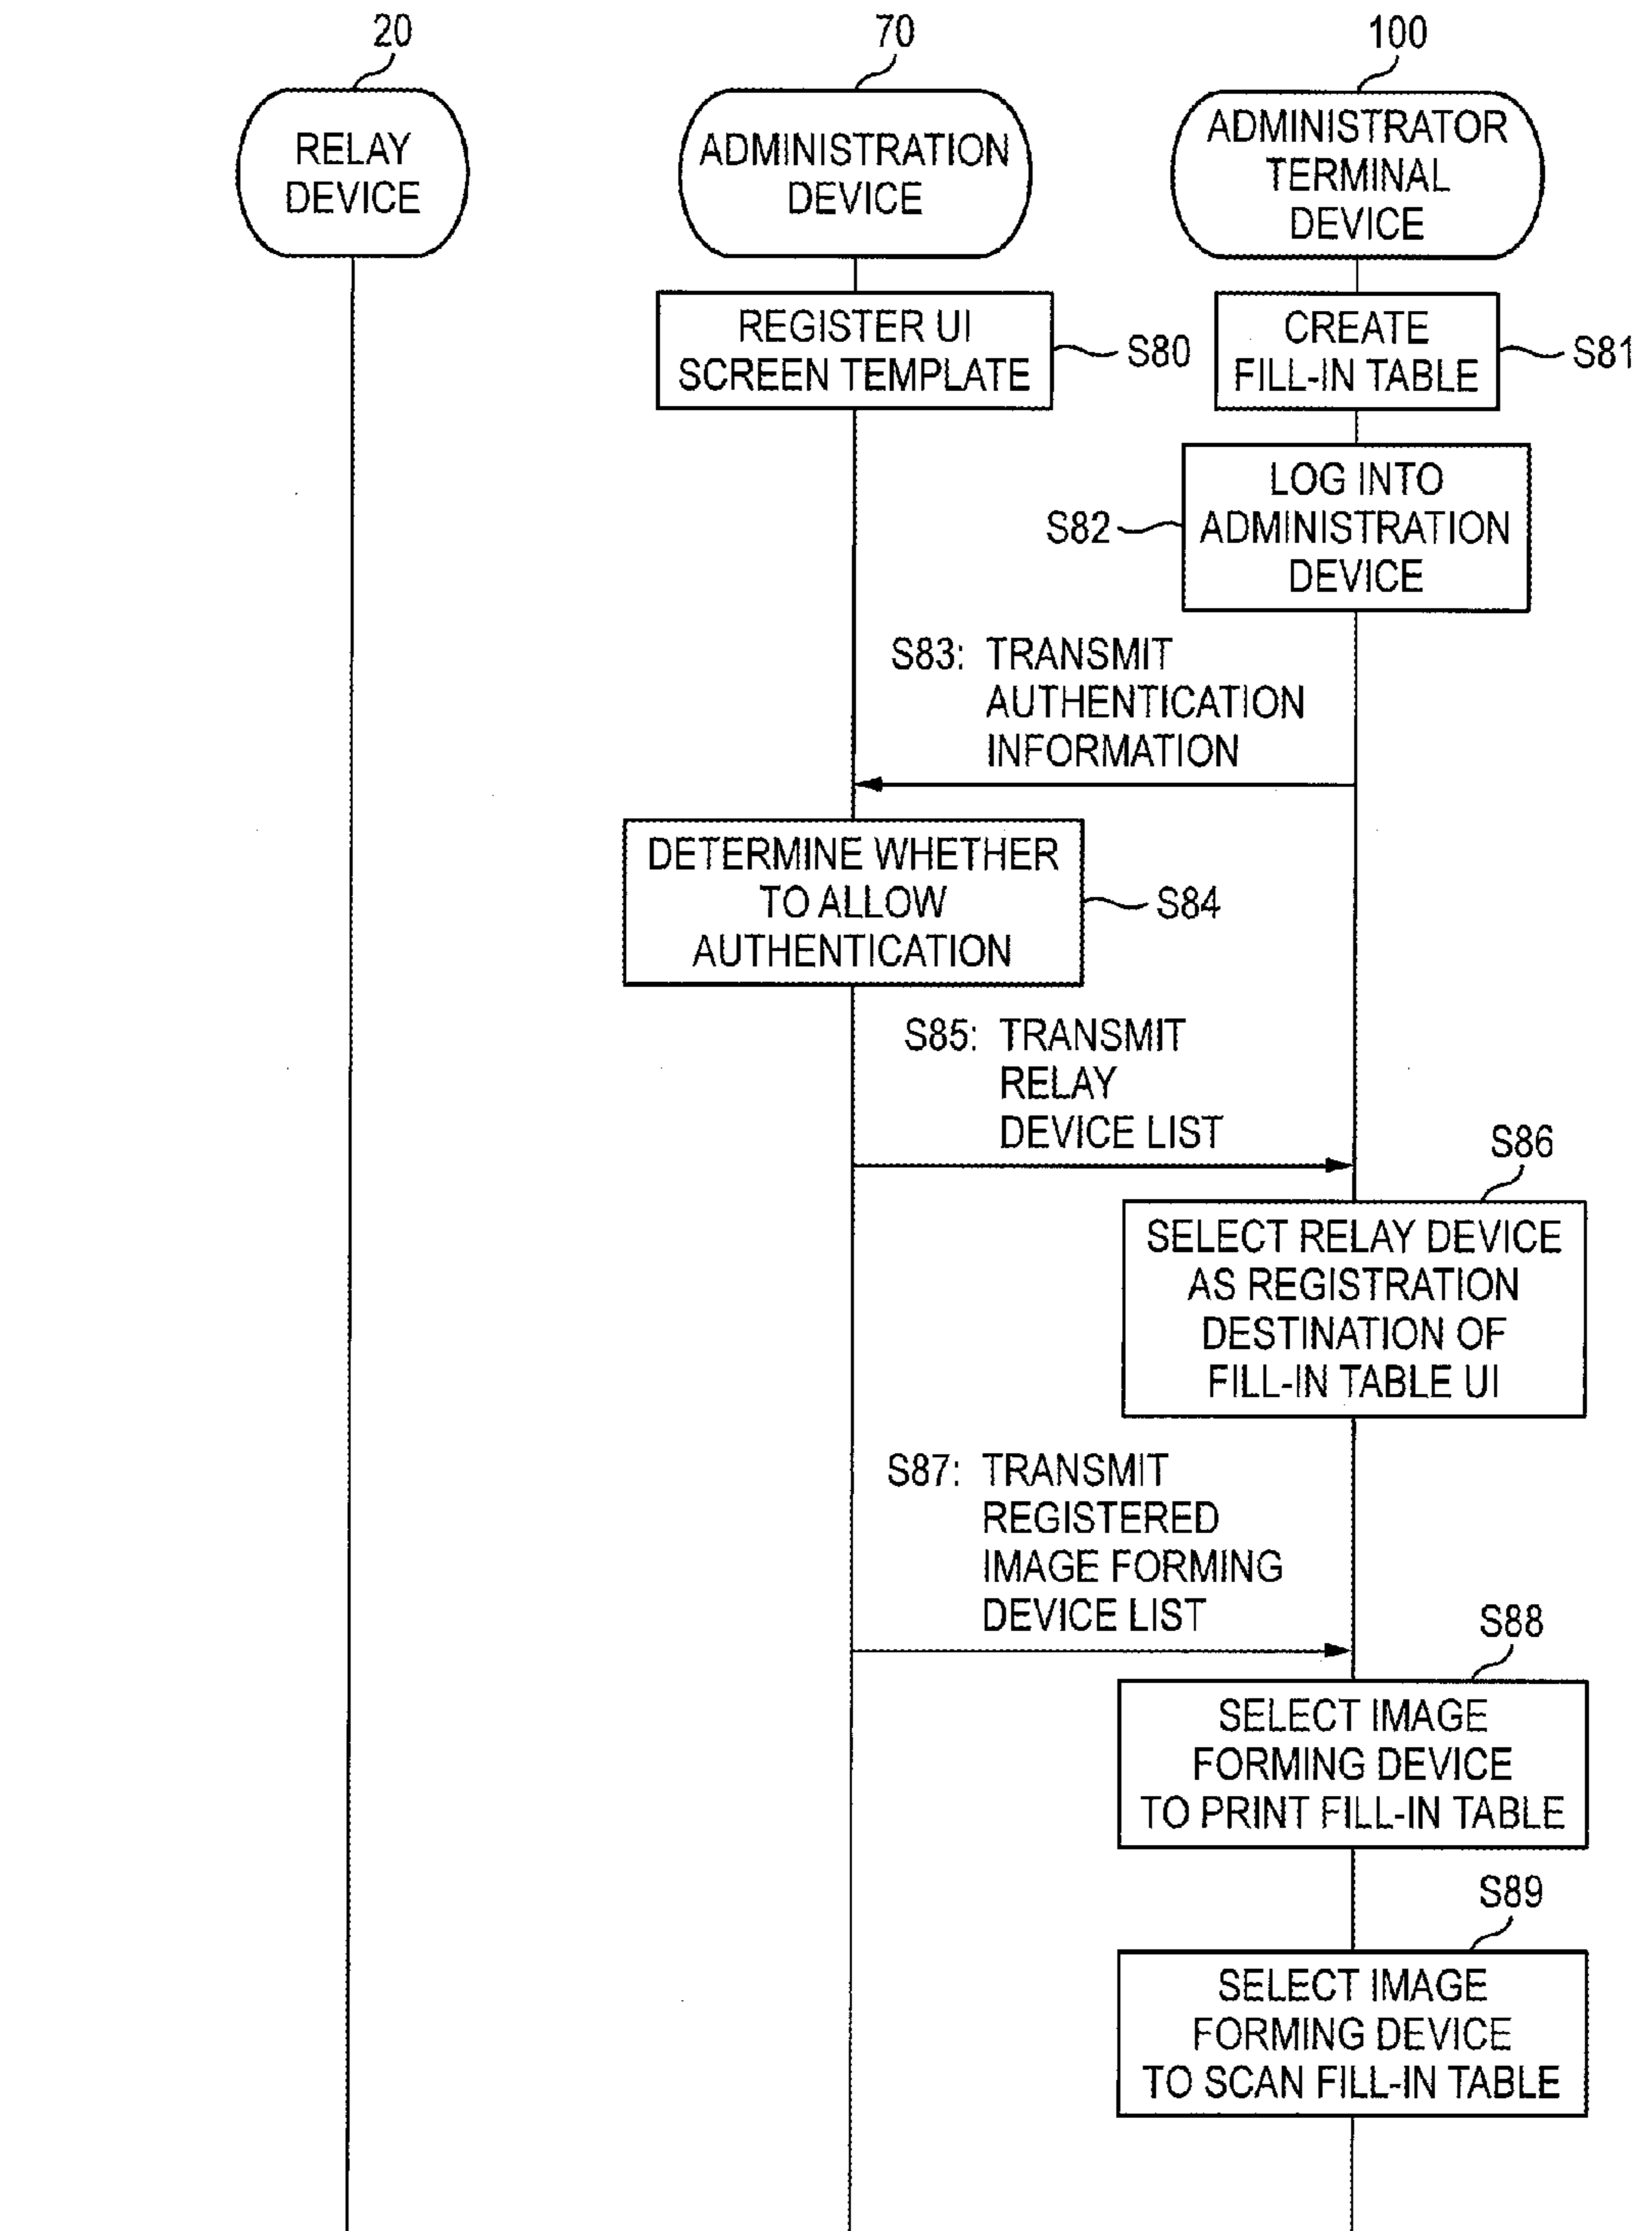 20
70
100
RELAY
DEVICE
ADMINISTRATION
DEVICE
ADMINISTRATOR
TERMINAL
DEVICE
REGISTER UI
SCREEN TEMPLATE
S80
CREATE
FILL-IN TABLE
S81
LOG INTO
ADMINISTRATION
DEVICE
S82
S83: TRANSMIT
AUTHENTICATION
INFORMATION
DETERMINE WHETHER
TO ALLOW
AUTHENTICATION
S84
S85: TRANSMIT
RELAY
DEVICE LIST
S86
SELECT RELAY DEVICE
AS REGISTRATION
DESTINATION OF
FILL-IN TABLE UI
S87: TRANSMIT
REGISTERED
IMAGE FORMING
DEVICE LIST
S88
SELECT IMAGE
FORMING DEVICE
TO PRINT FILL-IN TABLE
S89
SELECT IMAGE
FORMING DEVICE
TO SCAN FILL-IN TABLE